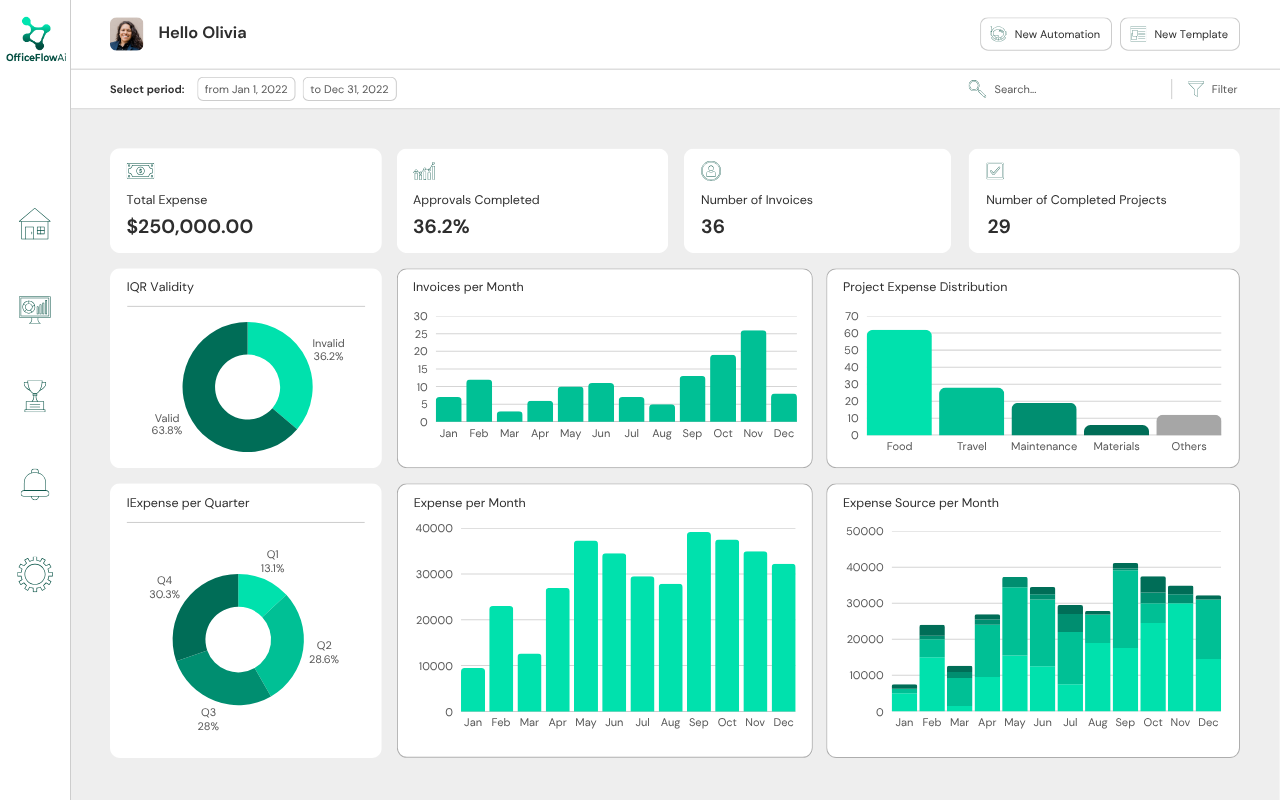 OfficeFlowAi
Hello Olivia
New Automation
New Template
Select period:
from Jan 1, 2022
to Dec 31, 2022
Search...
Filter
Total Expense
$250,000.00
Approvals Completed
36.2%
Number of Invoices
36
Number of Completed Projects
29
IQR Validity
Invalid
36.2%
Valid
63.8%
Invoices per Month
30
25
20
15
10
5
0
Jan Feb Mar Apr May Jun Jul Aug Sep Oct Nov Dec
Project Expense Distribution
70
60
50
40
30
20
10
0
Food Travel Maintenance Materials Others
IExpense per Quarter
Q1
13.1%
Q4
30.3%
Q2
28.6%
Q3
28%
Expense per Month
40000
30000
20000
10000
0
Jan Feb Mar Apr May Jun Jul Aug Sep Oct Nov Dec
Expense Source per Month
50000
40000
30000
20000
10000
0
Jan Feb Mar Apr May Jun Jul Aug Sep Oct Nov Dec